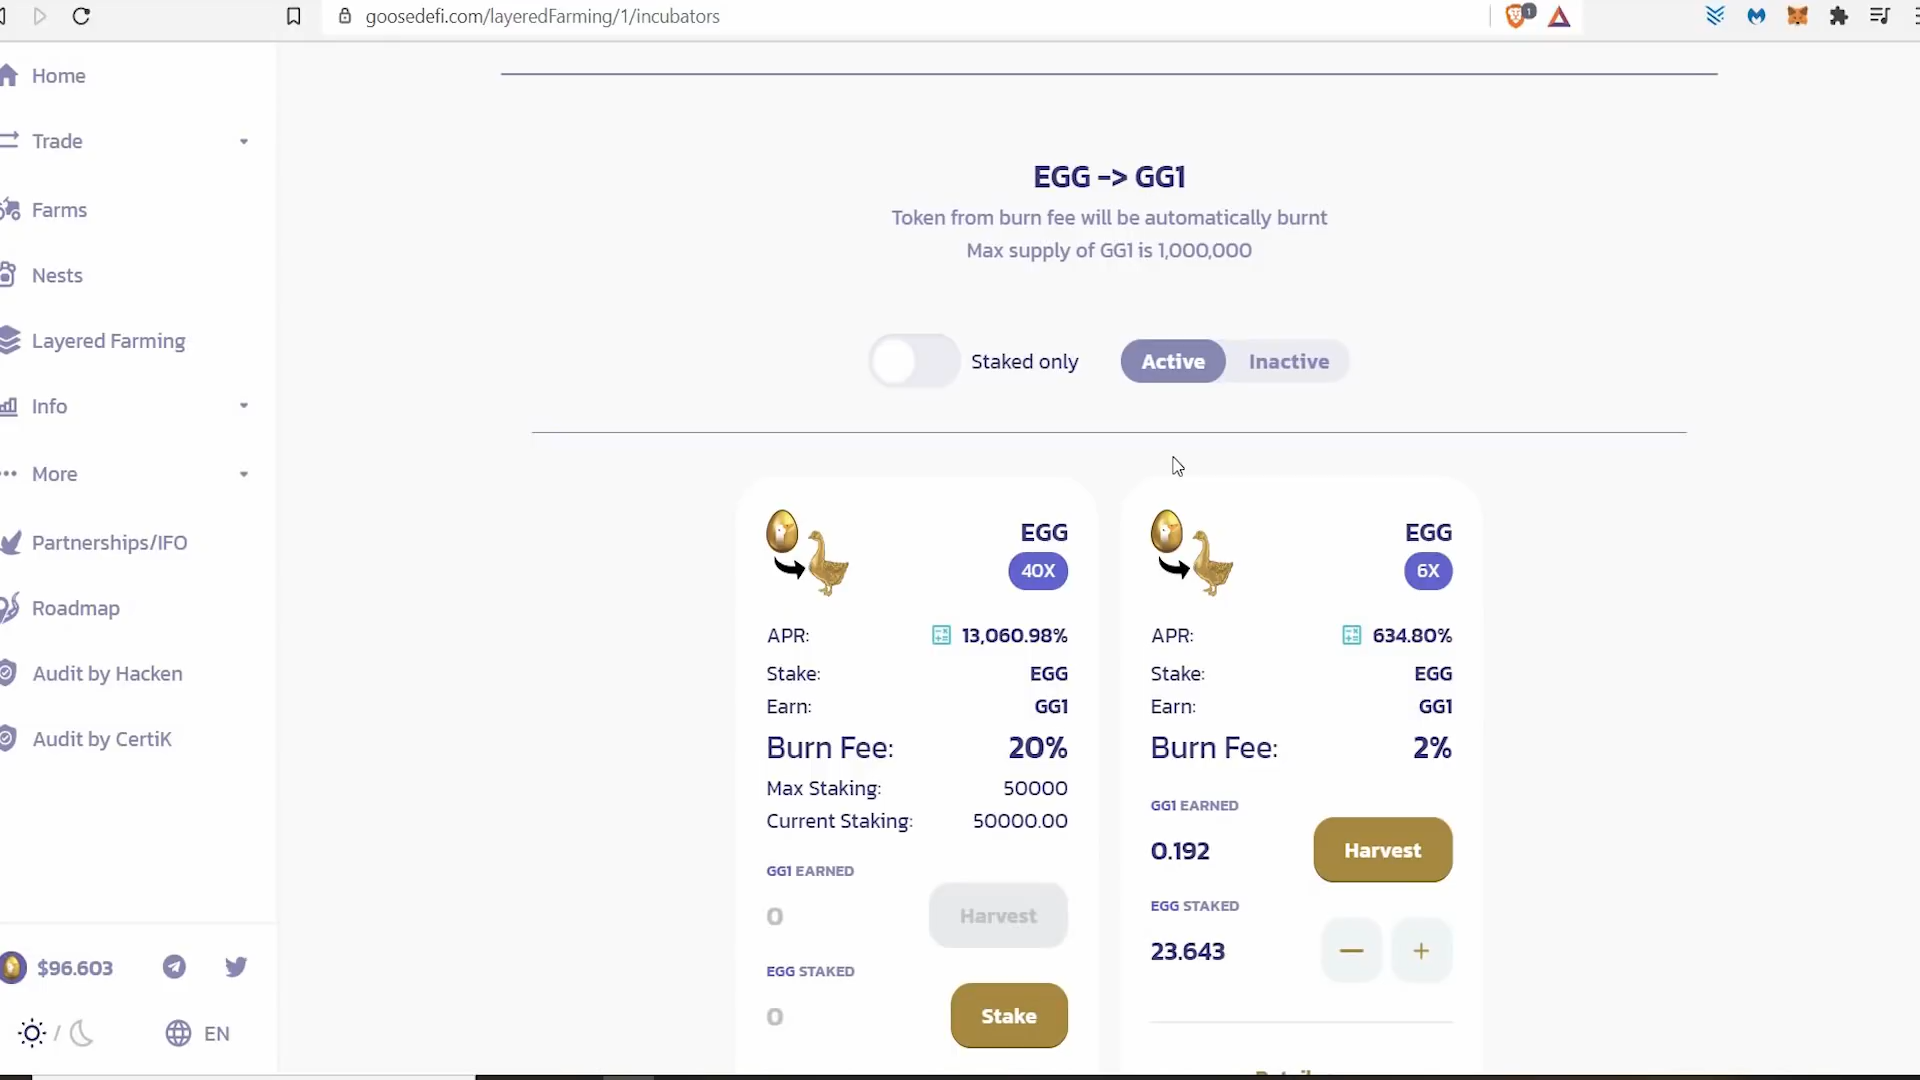 goosedefi.com/layeredFarming/1/incubators
1
Home
Trade
Farms
Nests
Layered Farming
Info
More
Partnerships/IFO
Roadmap
Audit by Hacken
Audit by CertiK
$96.603
/
EN
EGG -> GG1
Token from burn fee will be automatically burnt
Max supply of GG1 is 1,000,000
Staked only
Active
Inactive
EGG
40X
APR: 13,060.98%
Stake: EGG
Earn: GG1
Burn Fee: 20%
Max Staking: 50000
Current Staking: 50000.00
GG1 EARNED
0
Harvest
EGG STAKED
0
Stake
EGG
6X
APR: 634.80%
Stake: EGG
Earn: GG1
Burn Fee: 2%
GG1 EARNED
0.192
Harvest
EGG STAKED
23.643
— +